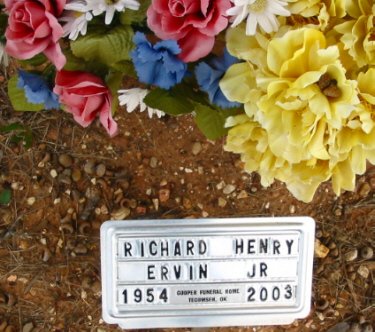 RICHARD HENRY
ERVIN JR
1954 COOPER FUNERAL HOME 2003
TECUMSEH, OK